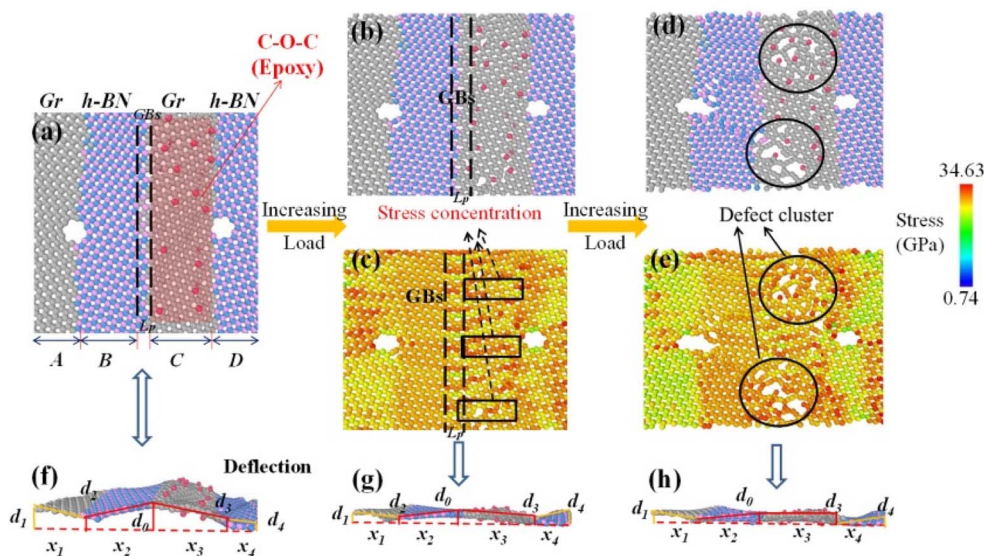 C-O-C
(Epoxy)
Gr h-BN Gr h-BN
GBs
(a)
Lp
A B C D
Increasing
Load
(b)
GBs
Lp
Stress concentration
(c)
GBs
Lp
Increasing
Load
(d)
Defect cluster
(e)
34.63
Stress
(GPa)
0.74
(f)
Deflection
d1 d2 d0 d3 d4
x1 x2 x3 x4
(g)
d1 d2 d0 d3 d4
x1 x2 x3 x4
(h)
d1 d2 d0 d3 d4
x1 x2 x3 x4